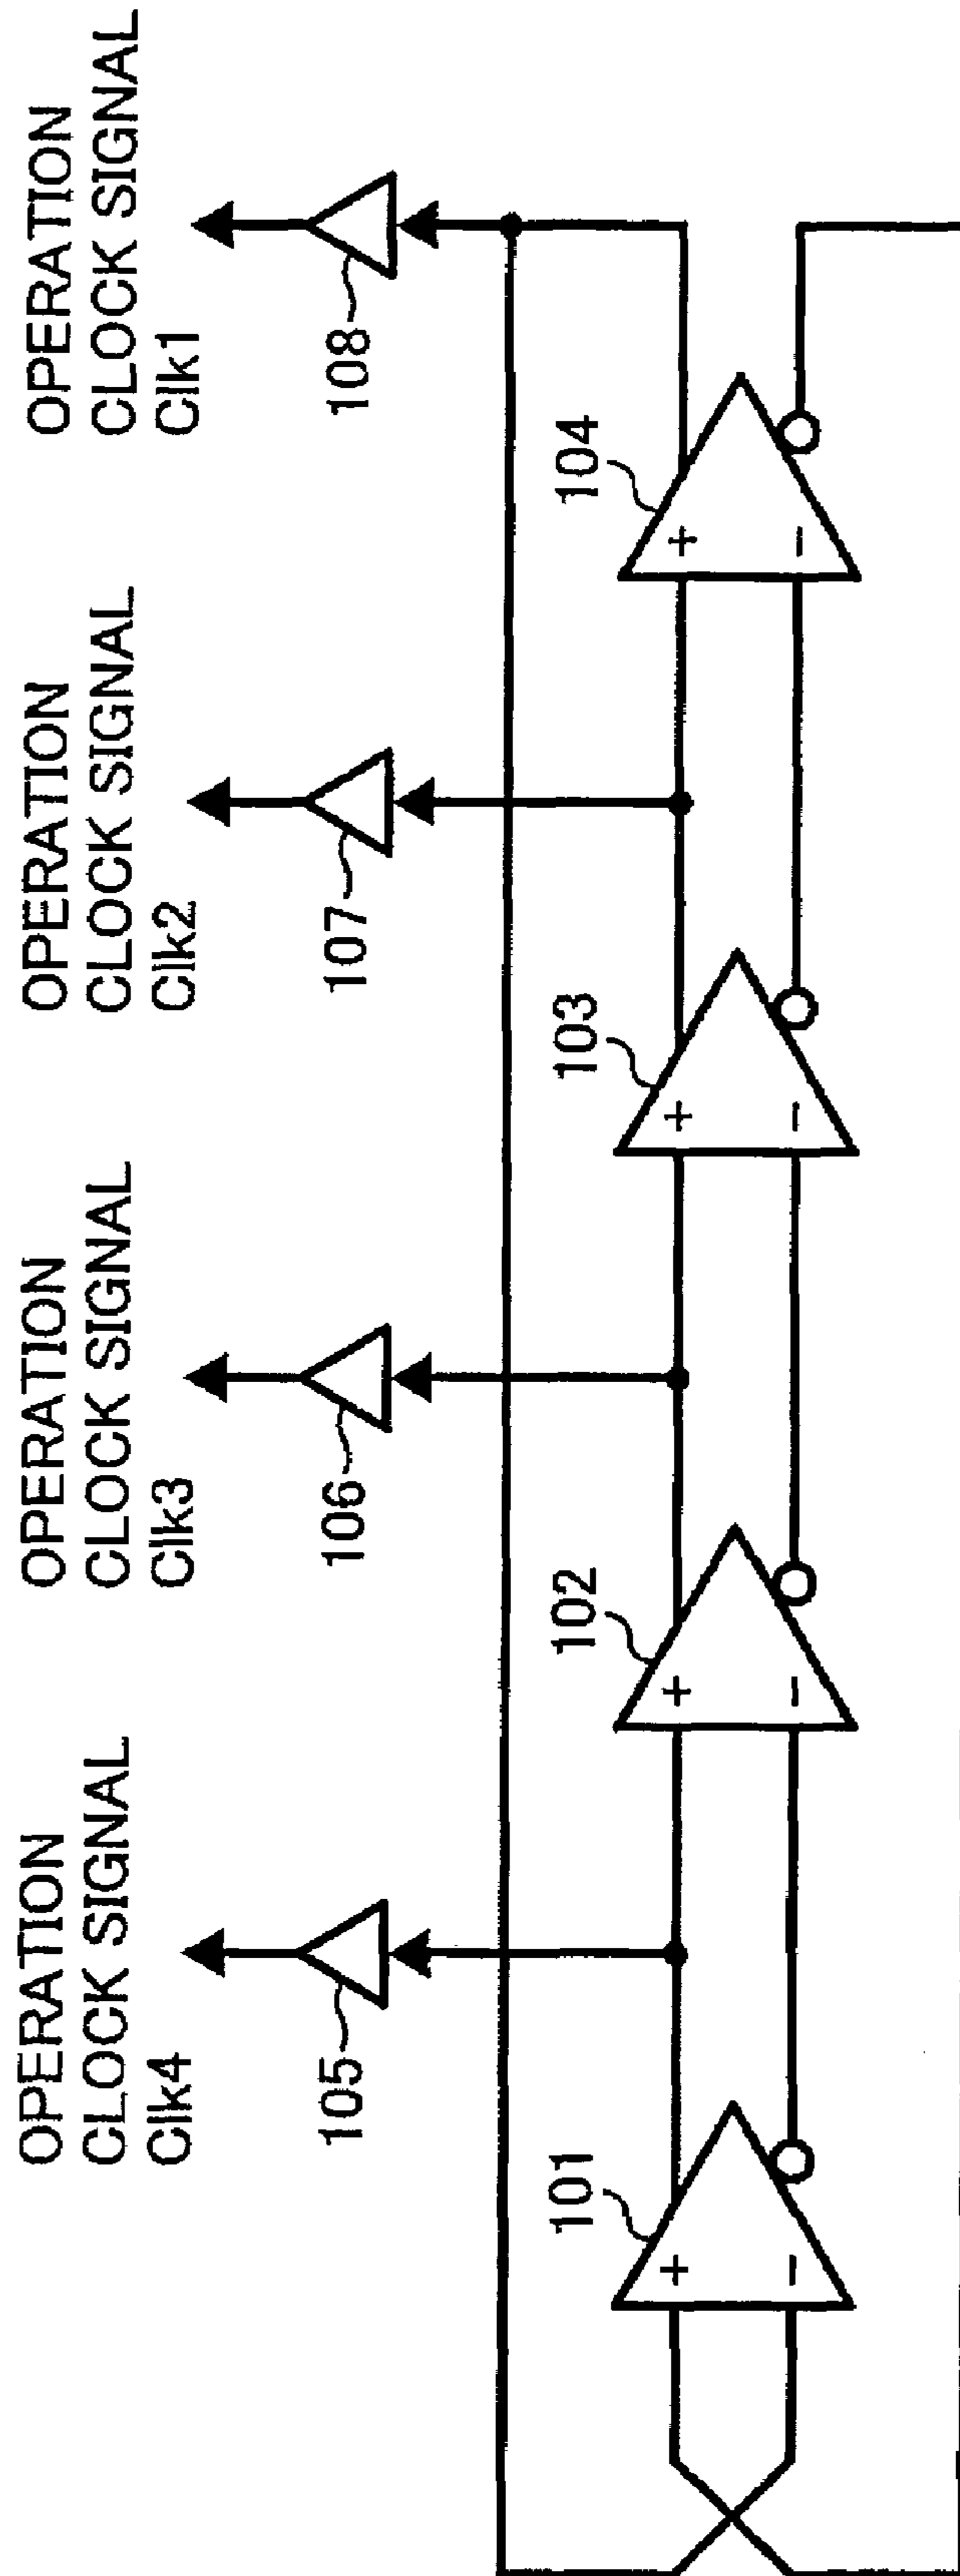 OPERATION
CLOCK SIGNAL
Clk4
OPERATION
CLOCK SIGNAL
Clk3
OPERATION
CLOCK SIGNAL
Clk2
OPERATION
CLOCK SIGNAL
Clk1
105
106
107
108
101
102
103
104
+
−
+
−
+
−
+
−